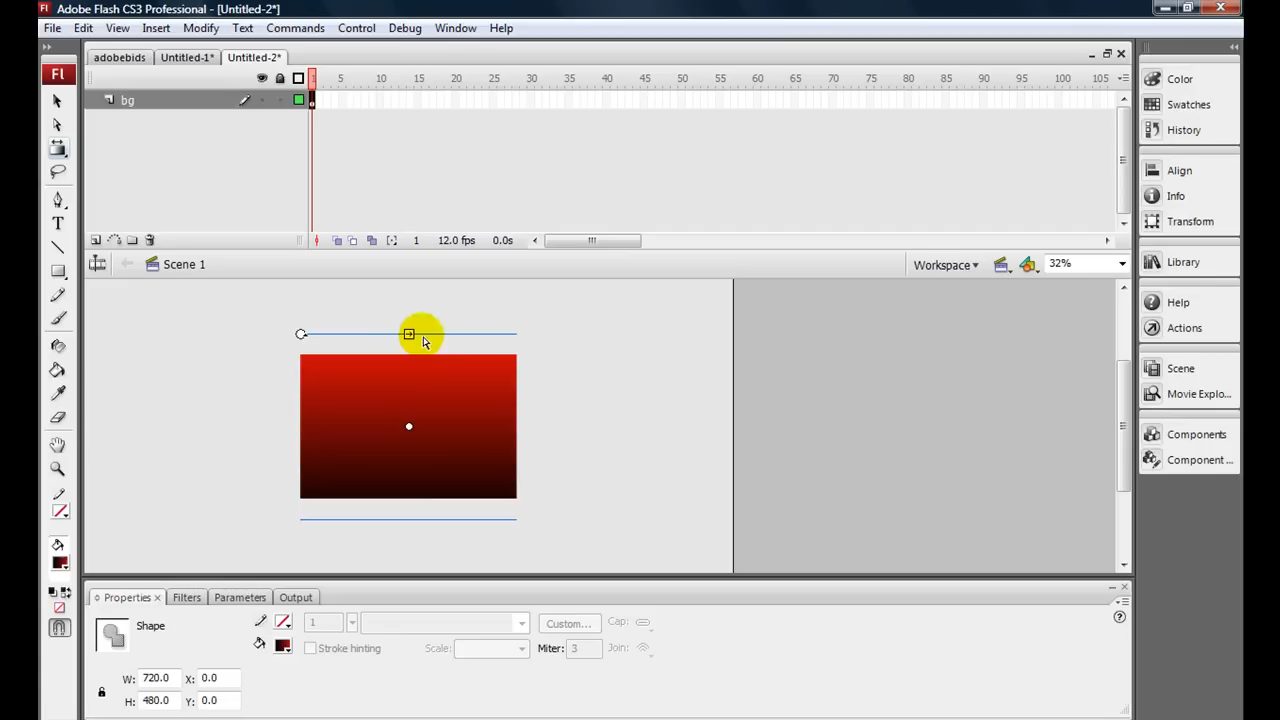 Fl Adobe Flash CS3 Professional - [Untitled-2*]
File Edit View Insert Modify Text Commands Control Debug Window Help
adobebids Untitled-1* Untitled-2*
Fl
1 5 10 15 20 25 30 35 40 45 50 55 60 65 70 75 80 85 90 95 100 105
bg
1 12.0 fps 0.0s
Scene 1 Workspace 32%
Color
Swatches
History
Align
Info
Transform
Library
Help
Actions
Scene
Movie Explo...
Components
Component ...
T
Properties Filters Parameters Output
Shape 1 Custom... Cap:
Stroke hinting Scale: Miter: 3 Join:
W: 720.0 X: 0.0
H: 480.0 Y: 0.0